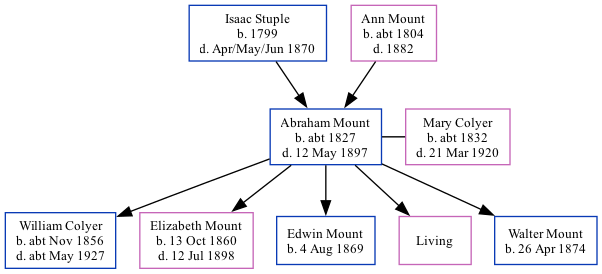 Isaac Stuple
b. 1799
d. Apr/May/Jun 1870
Ann Mount
b. abt 1804
d. 1882
Abraham Mount
b. abt 1827
d. 12 May 1897
Mary Colyer
b. abt 1832
d. 21 Mar 1920
William Colyer
b. abt Nov 1856
d. abt May 1927
Elizabeth Mount
b. 13 Oct 1860
d. 12 Jul 1898
Edwin Mount
b. 4 Aug 1869
Living
Walter Mount
b. 26 Apr 1874